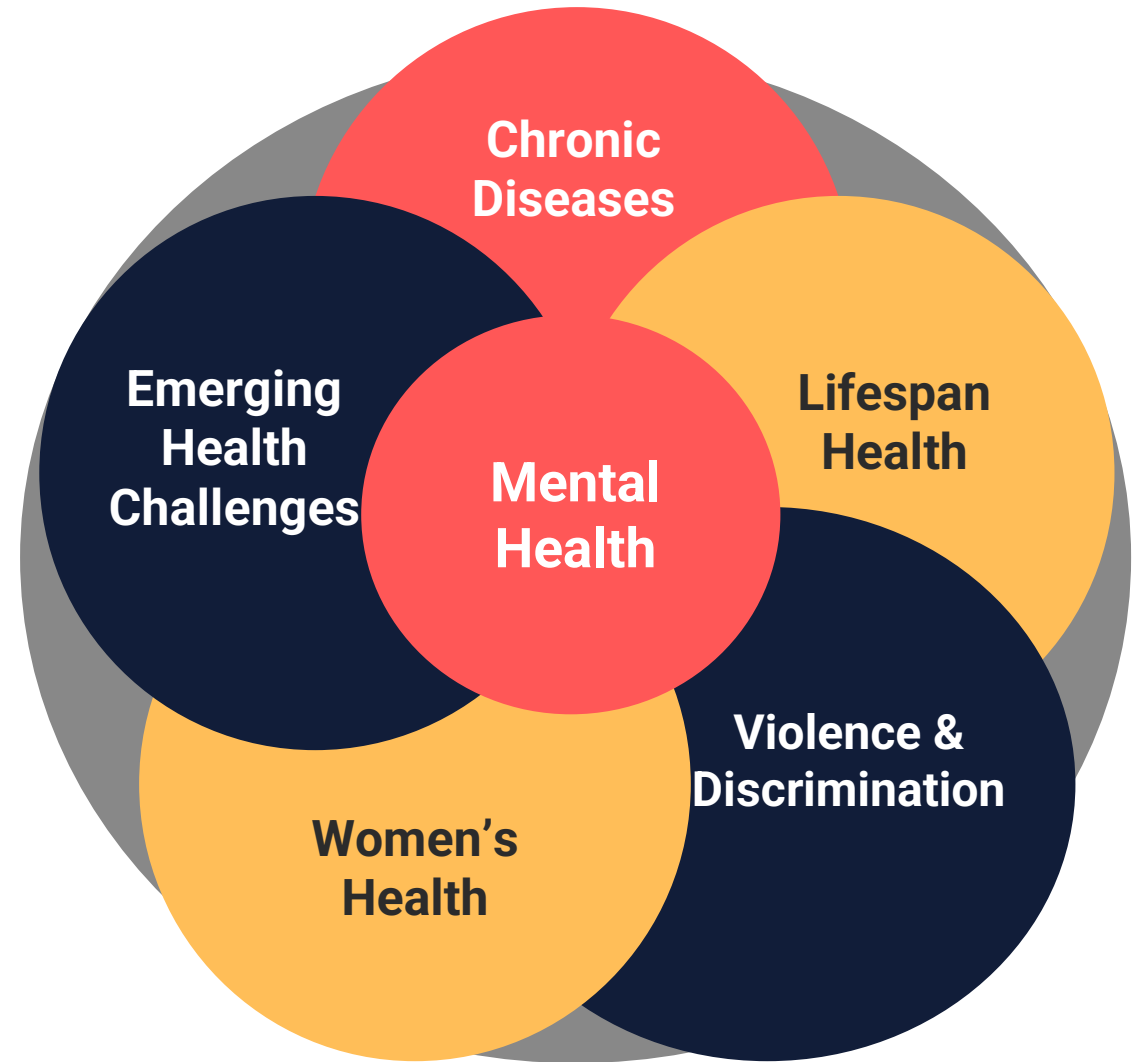 Chronic
Diseases
Emerging
Health
Challenges
Lifespan
Health
Mental
Health
Violence &
Discrimination
Women’s
Health